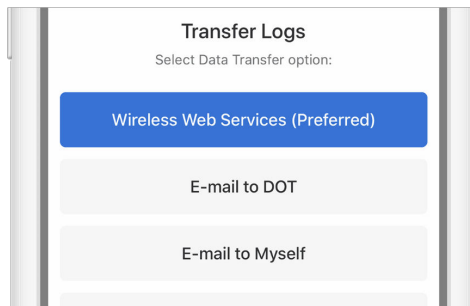 Transfer Logs
Select Data Transfer option:
Wireless Web Services (Preferred)
E-mail to DOT
E-mail to Myself